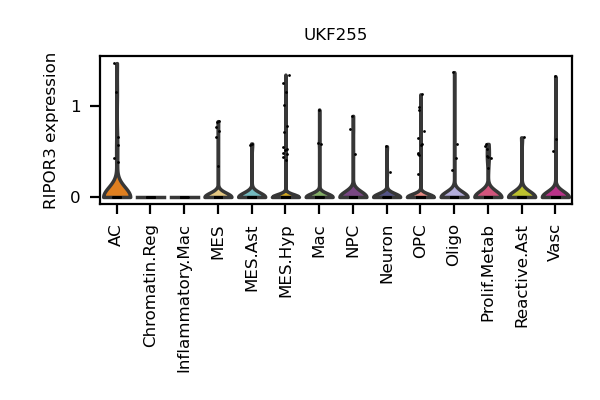 UKF255
RIPOR3 expression
1
0
AC
Chromatin.Reg
Inflammatory.Mac
MES
MES.Ast
MES.Hyp
Mac
NPC
Neuron
OPC
Oligo
Prolif.Metab
Reactive.Ast
Vasc